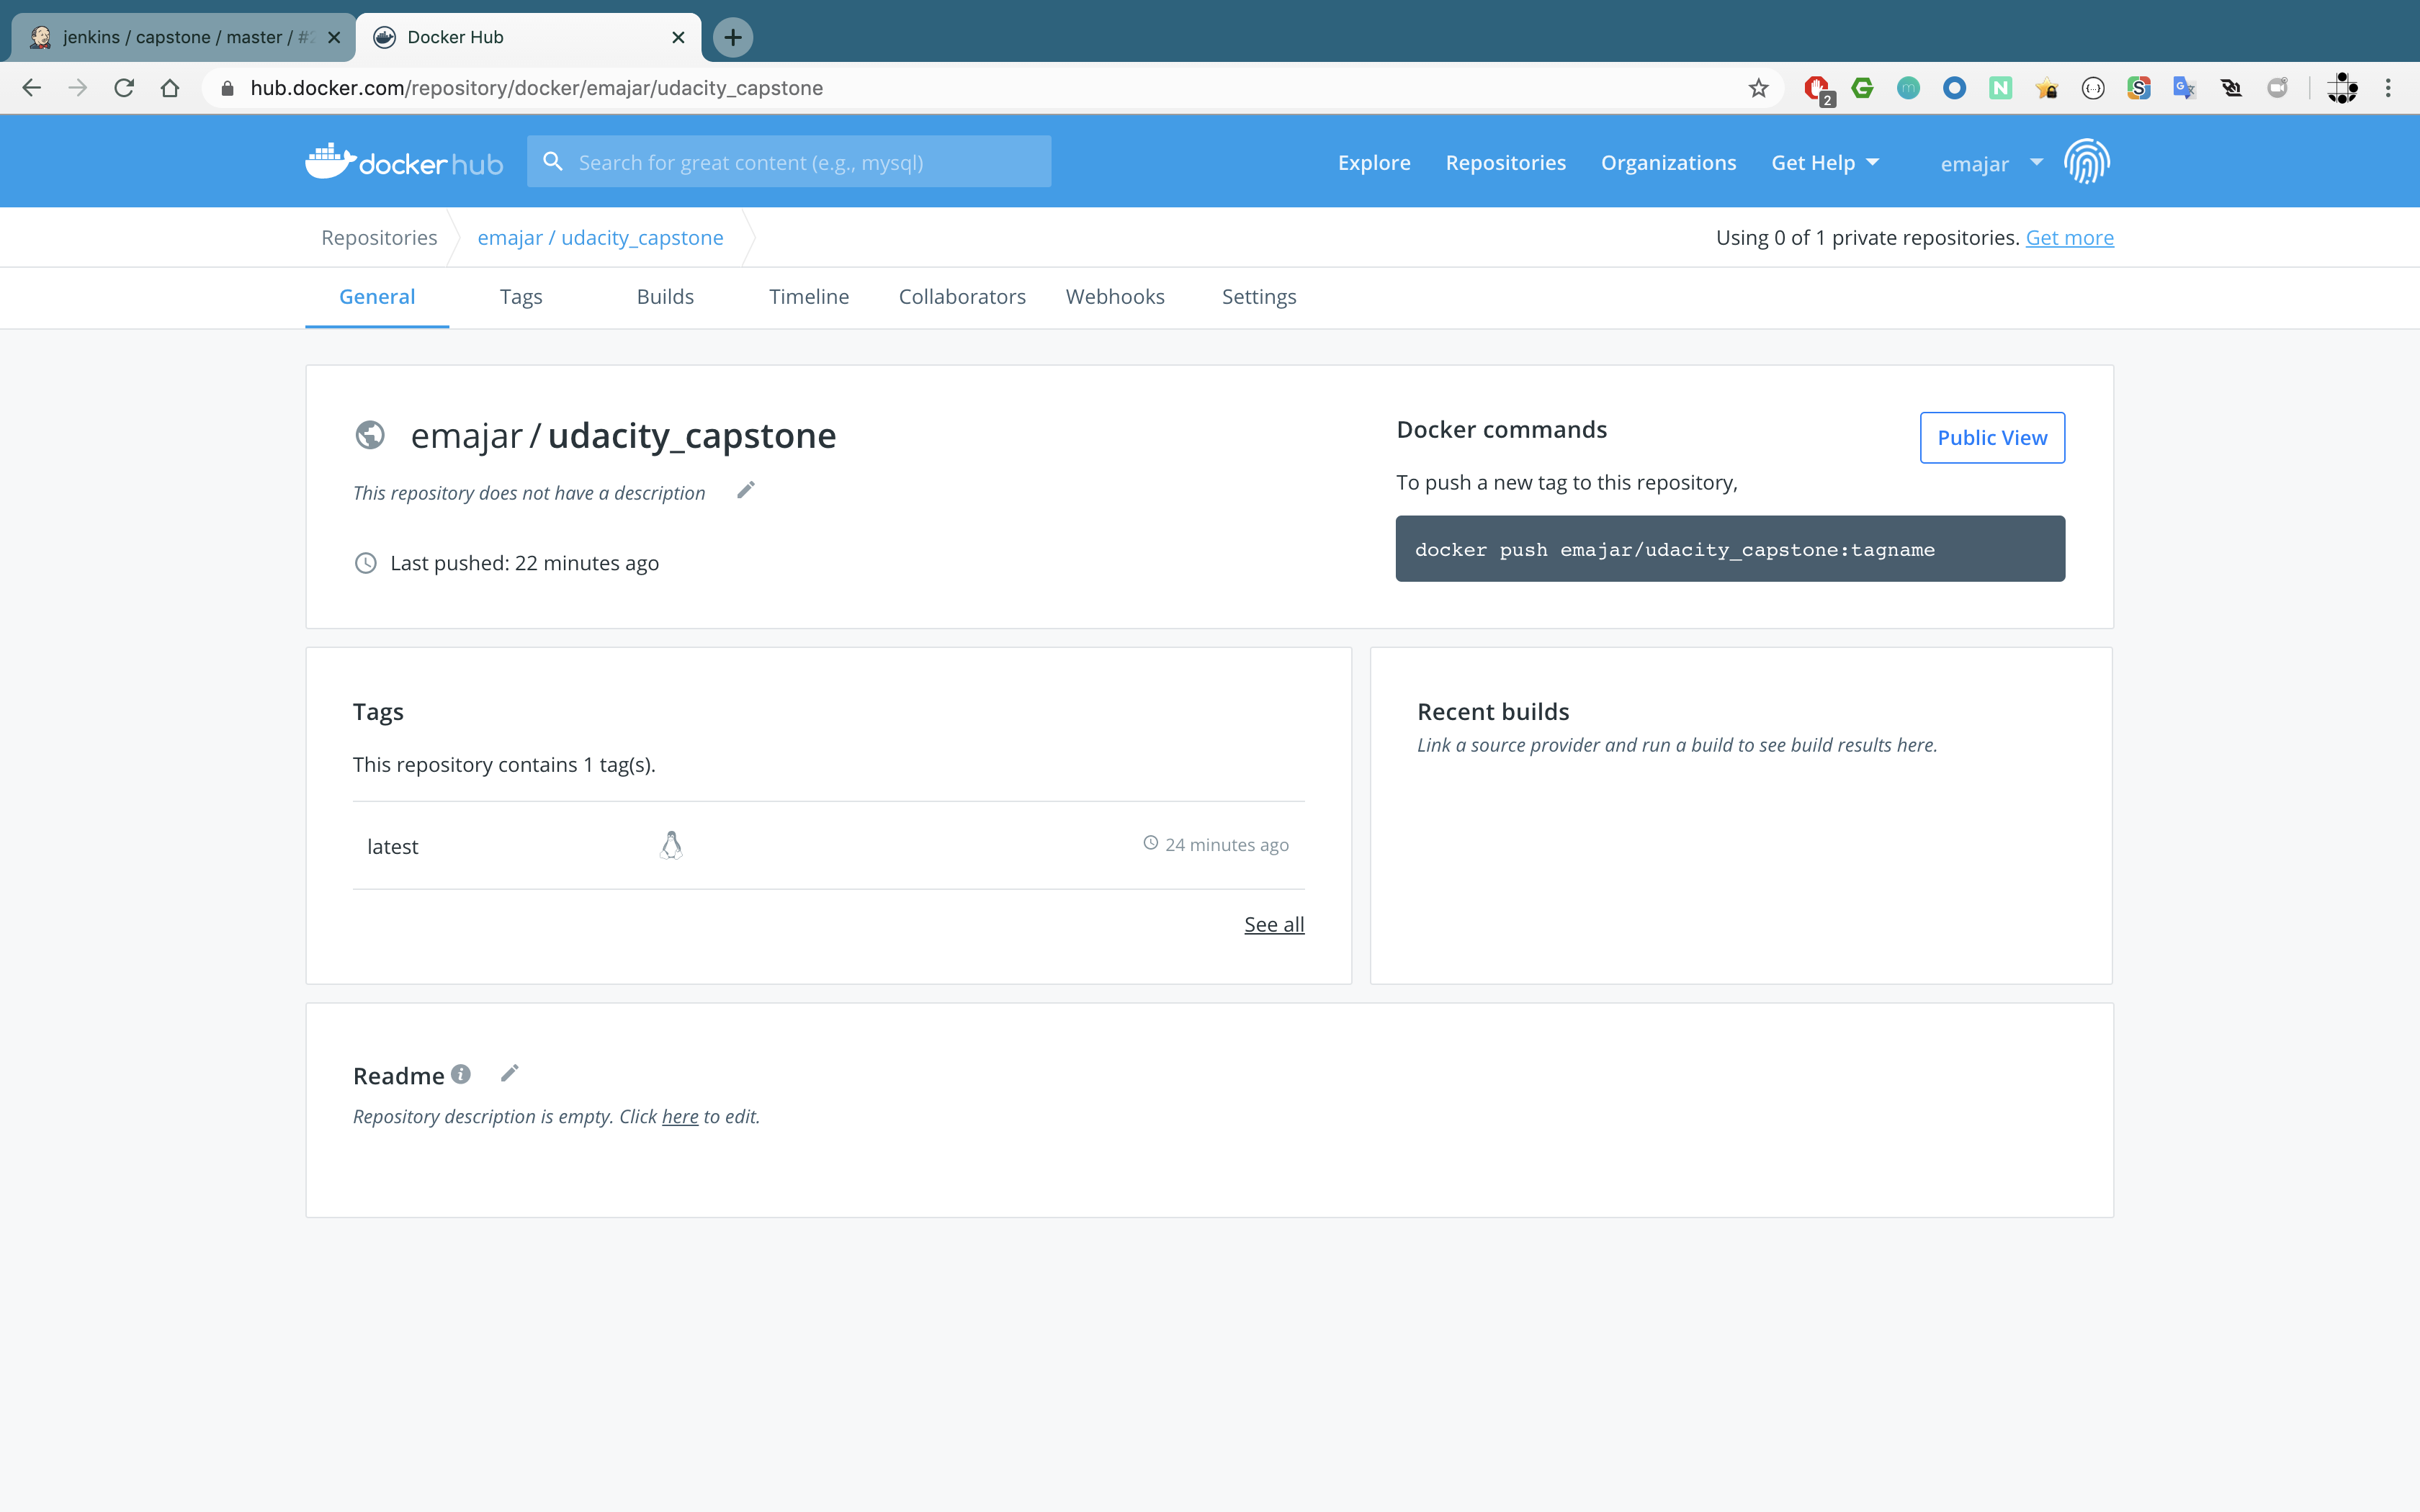 jenkins / capstone / master / #
Docker Hub
hub.docker.com/repository/docker/emajar/udacity_capstone
2
docker hub
Search for great content (e.g., mysql)
Explore
Repositories
Organizations
Get Help
emajar
Repositories
emajar / udacity_capstone
Using 0 of 1 private repositories. Get more
General
Tags
Builds
Timeline
Collaborators
Webhooks
Settings
emajar / udacity_capstone
This repository does not have a description
Last pushed: 22 minutes ago
Docker commands
Public View
To push a new tag to this repository,
docker push emajar/udacity_capstone:tagname
Tags
This repository contains 1 tag(s).
latest
24 minutes ago
See all
Recent builds
Link a source provider and run a build to see build results here.
Readme
Repository description is empty. Click here to edit.